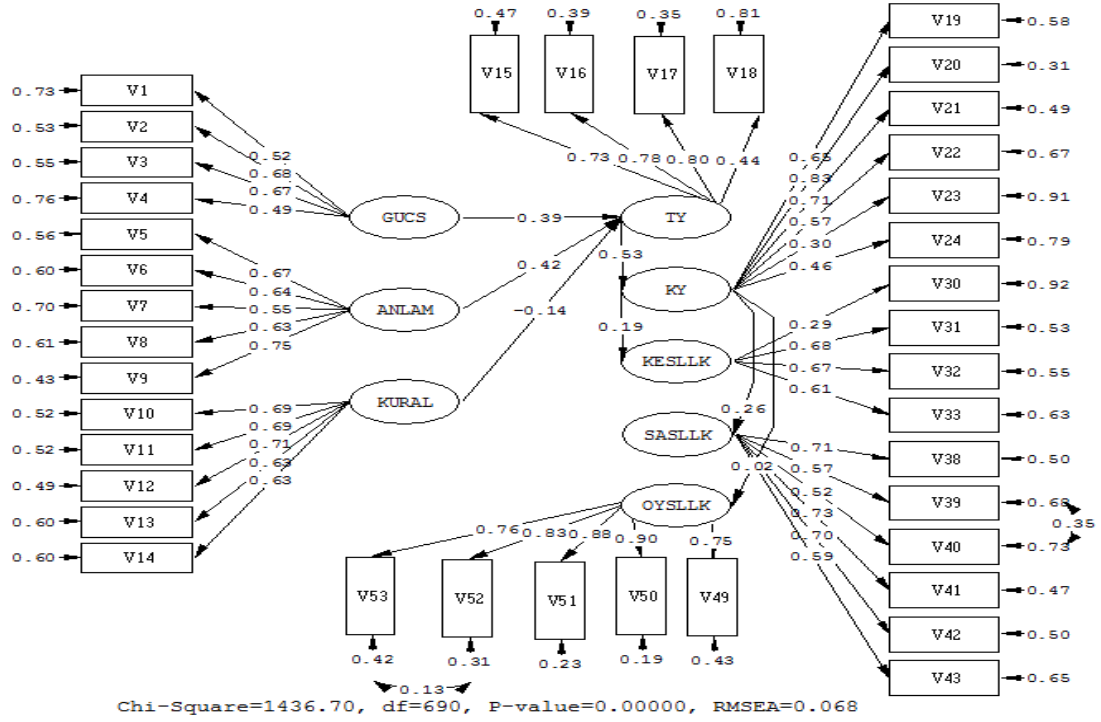 0.47 0.39 0.35 0.81
V15 V16 V17 V18
0.73 0.78 0.80 0.44
0.73 V1
0.53 V2
0.55 V3
0.76 V4
0.56 V5
0.60 V6
0.70 V7
0.61 V8
0.43 V9
0.52 V10
0.52 V11
0.49 V12
0.60 V13
0.60 V14
0.52
0.68
0.67
0.49
0.67
0.64
0.55
0.63
0.75
0.69
0.69
0.71
0.63
0.63
GUCS
ANLAM
KURAL
0.39
0.42
-0.14
TY
0.53
KY
0.19
KESLLK
SASLLK
OYSLLK
0.26
0.02
0.65
0.83
0.71
0.57
0.30
0.46
0.29
0.68
0.67
0.61
0.71
0.57
0.52
0.73
0.70
0.59
V19 0.58
V20 0.31
V21 0.49
V22 0.67
V23 0.91
V24 0.79
V30 0.92
V31 0.53
V32 0.55
V33 0.63
V38 0.50
V39 0.68
0.35
V40 0.73
V41 0.47
V42 0.50
V43 0.65
0.76 0.83 0.88 0.90 0.75
V53 V52 V51 V50 V49
0.42 0.31 0.23 0.19 0.43
0.13
Chi-Square=1436.70, df=690, P-value=0.00000, RMSEA=0.068